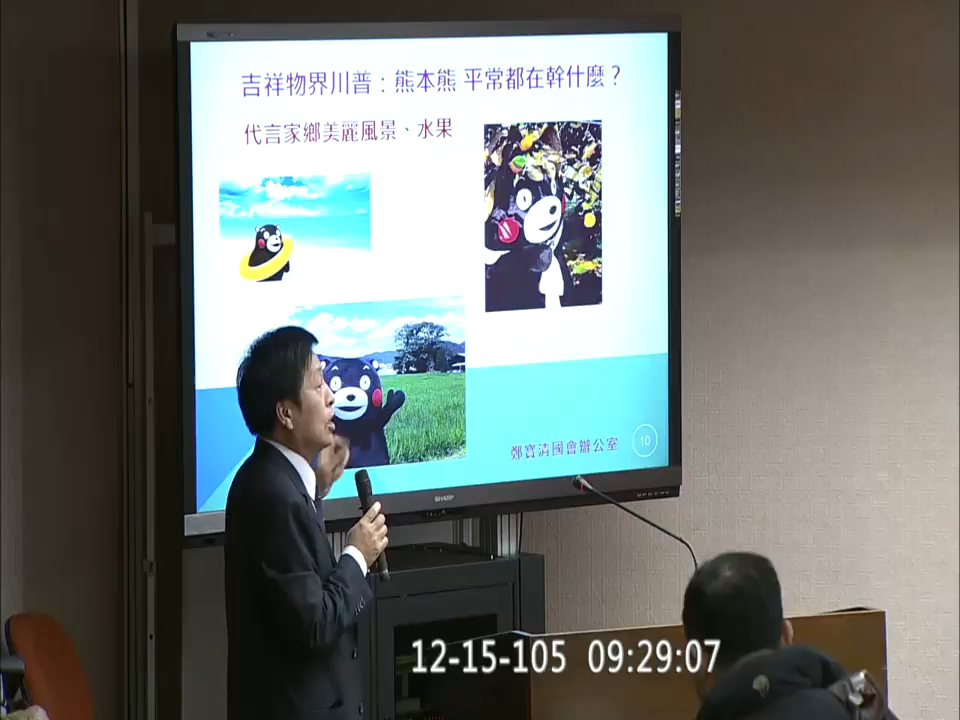 吉祥物界川普：熊本熊 平常都在幹什麼？
代言家鄉美麗風景、水果
鄭寶清國會辦公室
10
SHARP
12-15-105 09:29:07